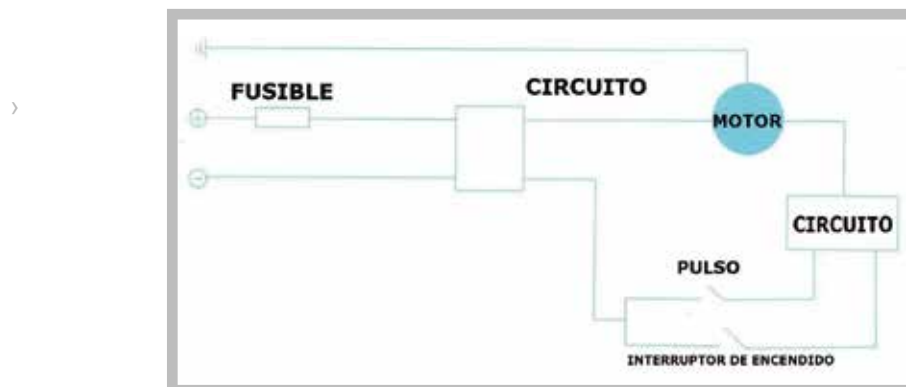 FUSIBLE
CIRCUITO
MOTOR
CIRCUITO
PULSO
INTERRUPTOR DE ENCENDIDO